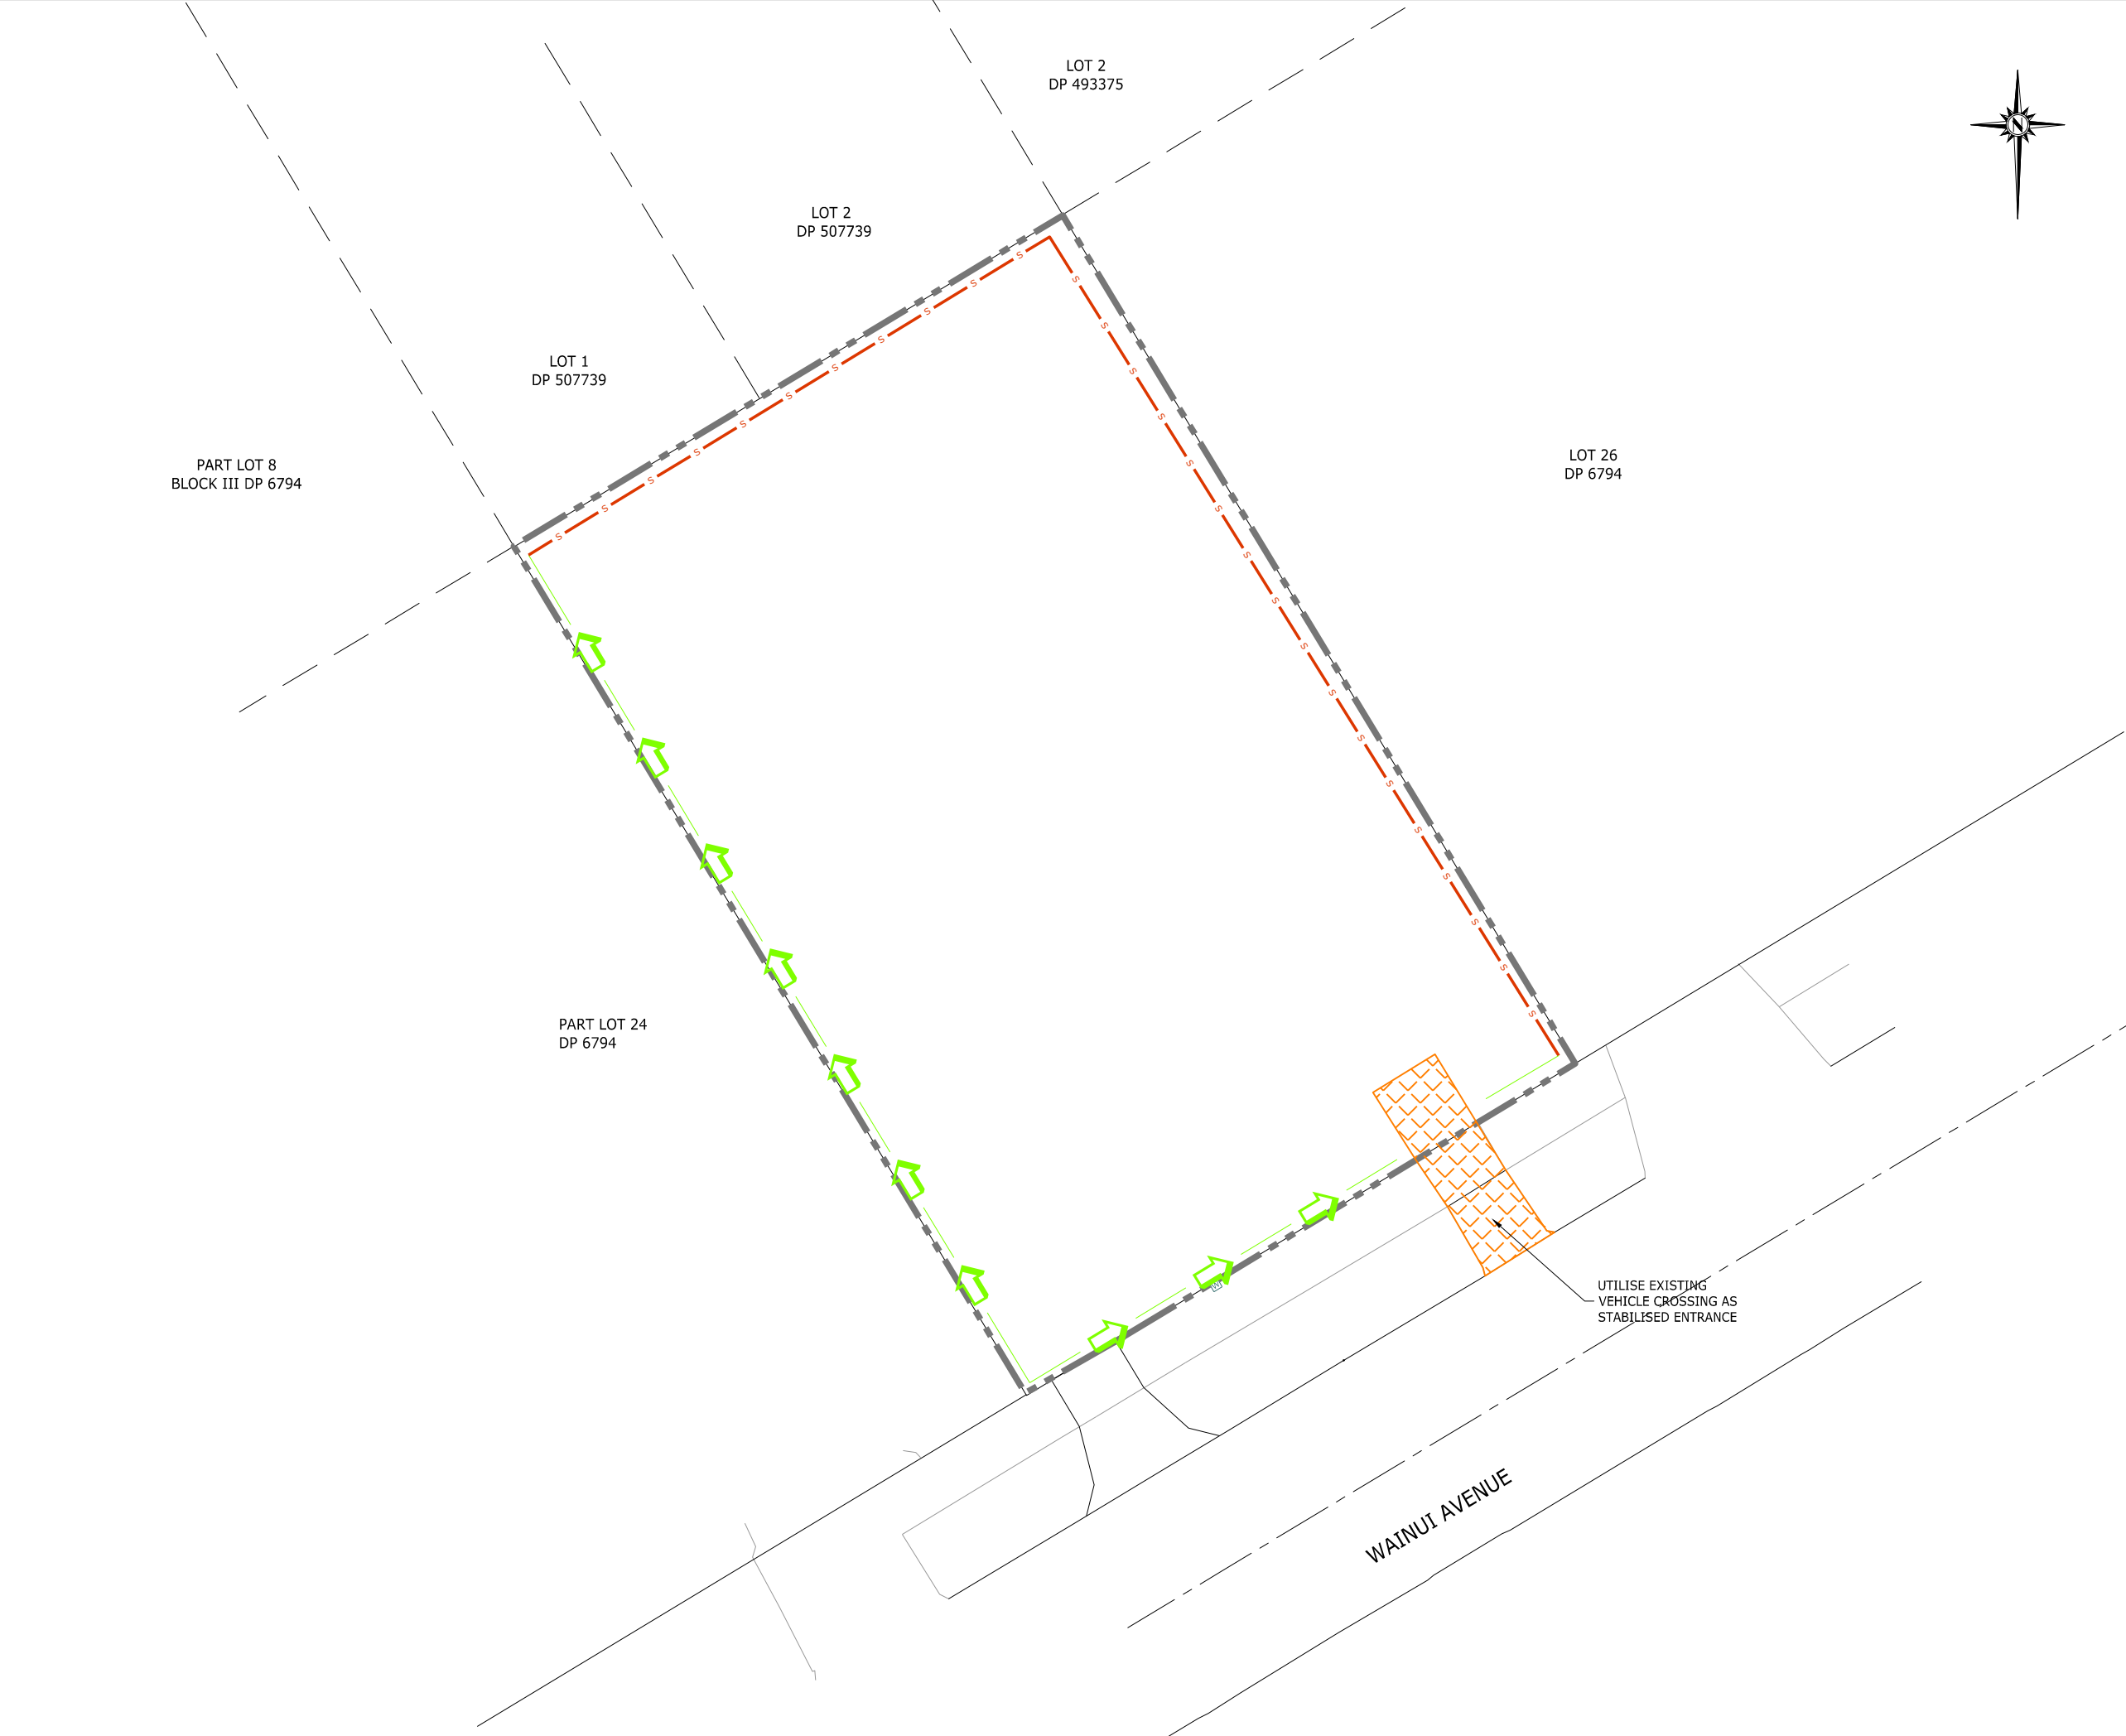 LOT 2
DP 493375
N
LOT 2
DP 507739
LOT 1
DP 507739
PART LOT 8
BLOCK III DP 6794
LOT 26
DP 6794
PART LOT 24
DP 6794
S S S S S S S S S S S
S S S S S S S S S S S S S S S S S
W
UTILISE EXISTING
VEHICLE CROSSING AS
STABILISED ENTRANCE
WAINUI AVENUE